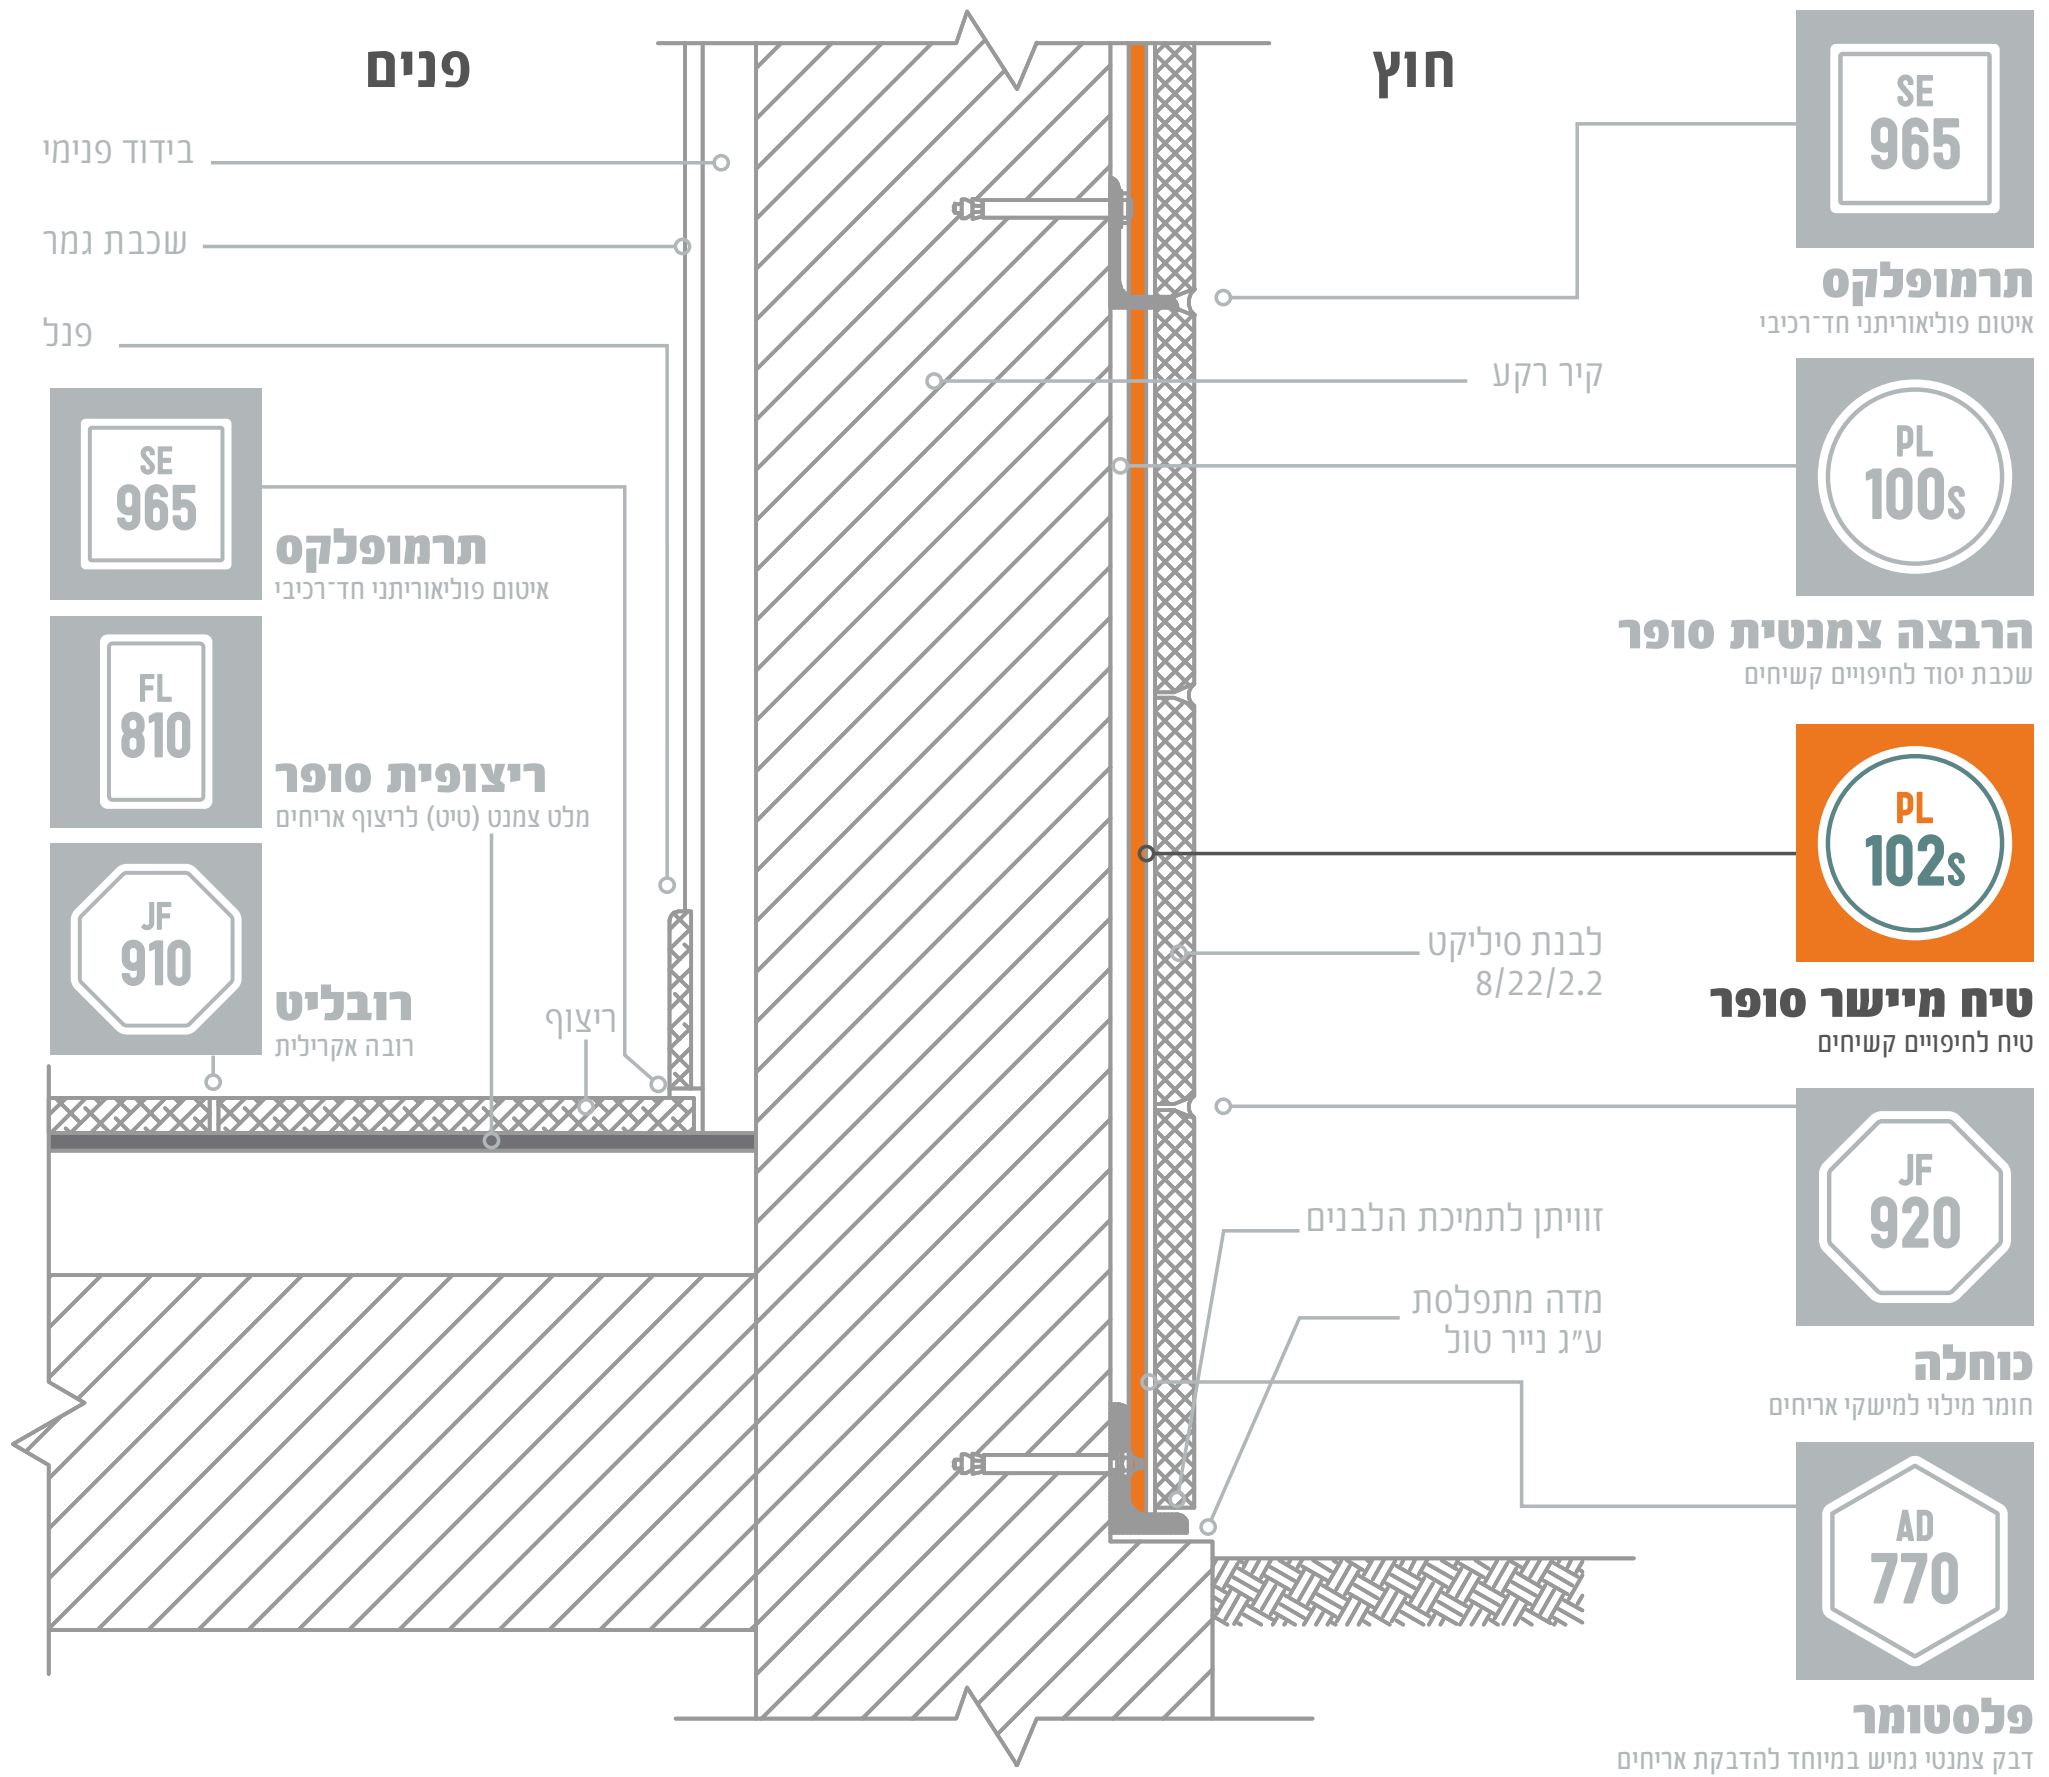 פנים
חוץ
בידוד פנימי
שכבת גמר
פנל
SE
965
תרמופלקס
איטום פוליאוריתני חד־רכיבי
FL
810
ריצופית סופר
מלט צמנט (טיט) לריצוף אריחים
JF
910
רובליט
רובה אקרילית
ריצוף
SE
965
תרמופלקס
איטום פוליאוריתני חד־רכיבי
קיר רקע
PL
100s
הרבצה צמנטית סופר
שכבת יסוד לחיפויים קשיחים
PL
102s
טיח מיישר סופר
טיח לחיפויים קשיחים
לבנת סיליקט
8/22/2.2
JF
920
כוחלה
חומר מילוי למישקי אריחים
זוויתן לתמיכת הלבנים
מדה מתפלסת
ע״ג נייר טול
AD
770
פלסטומר
דבק צמנטי גמיש במיוחד להדבקת אריחים